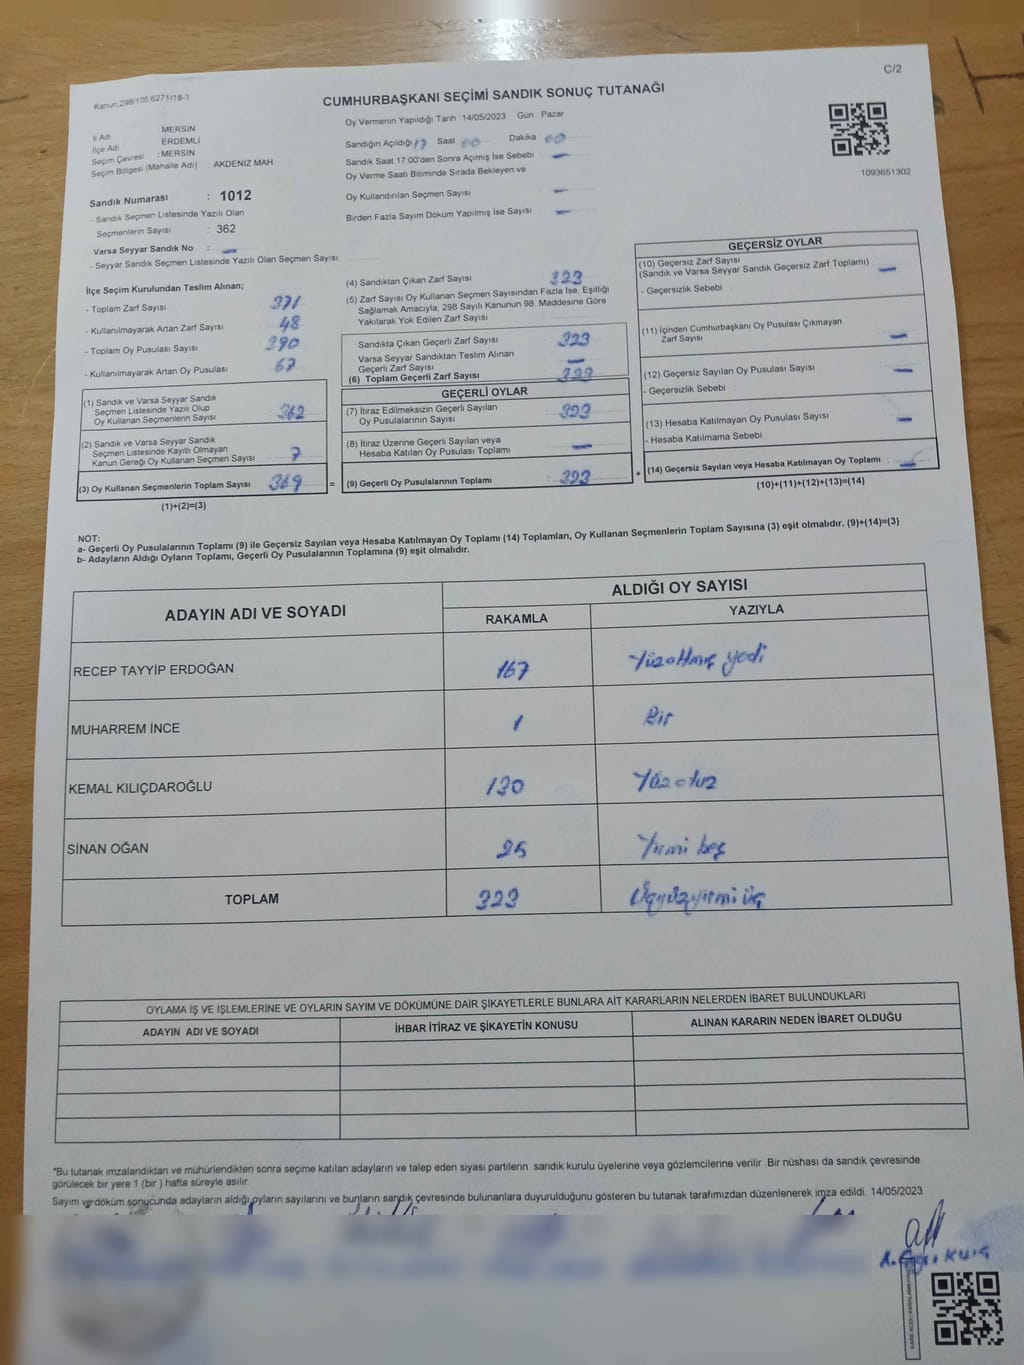 C/2
Kanun:298/105,6271/18-1
CUMHURBAŞKANI SEÇİMİ SANDIK SONUÇ TUTANAĞI
İl Adı MERSİN
İlçe Adı ERDEMLİ
Seçim Çevresi : MERSİN
Seçim Bölgesi (Mahalle Adı) AKDENİZ MAH.
Sandık Numarası : 1012
- Sandık Seçmen Listesinde Yazılı Olan
Seçmenlerin Sayısı : 362
Varsa Seyyar Sandık No : —
- Seyyar Sandık Seçmen Listesinde Yazılı Olan Seçmen Sayısı:
Oy Vermenin Yapıldığı Tarih 14/05/2023 Gün Pazar
Sandığın Açıldığı 17 Saat 00 Dakika 00
Sandık Saat 17.00'den Sonra Açımış İse Sebebi —
Oy Verme Saati Bitiminde Sırada Bekleyen ve
Oy Kullandırılan Seçmen Sayısı —
Birden Fazla Sayım Döküm Yapılmış İse Sayısı —
1093651302
İlçe Seçim Kurulundan Teslim Alınan;
- Toplam Zarf Sayısı 371
- Kullanılmayarak Artan Zarf Sayısı 48
- Toplam Oy Pusulası Sayısı 390
- Kullanılmayarak Artan Oy Pusulası 67
(1) Sandık ve Varsa Seyyar Sandık
Seçmen Listesinde Yazılı Olup
Oy Kullanan Seçmenlerin Sayısı 362
(2) Sandık ve Varsa Seyyar Sandık
Seçmen Listesinde Kayıtlı Olmayan
Kanun Gereği Oy Kullanan Seçmen Sayısı 7
(3) Oy Kullanan Seçmenlerin Toplam Sayısı 369 =
(1)+(2)=(3)
(4) Sandıktan Çıkan Zarf Sayısı 323
(5) Zarf Sayısı Oy Kullanan Seçmen Sayısından Fazla İse, Eşitliği
Sağlamak Amacıyla, 298 Sayılı Kanunun 98. Maddesine Göre
Yakılarak Yok Edilen Zarf Sayısı
Sandıkta Çıkan Geçerli Zarf Sayısı 323
Varsa Seyyar Sandıktan Teslim Alınan
Geçerli Zarf Sayısı —
(6) Toplam Geçerli Zarf Sayısı 323
GEÇERLİ OYLAR
(7) İtiraz Edilmeksizin Geçerli Sayılan
Oy Pusulalarının Sayısı : 323
(8) İtiraz Üzerine Geçerli Sayılan veya
Hesaba Katılan Oy Pusulası Toplamı —
(9) Geçerli Oy Pusulalarının Toplamı : 323 +
GEÇERSİZ OYLAR
(10) Geçersiz Zarf Sayısı
(Sandık ve Varsa Seyyar Sandık Geçersiz Zarf Toplamı) —
- Geçersizlik Sebebi :
(11) İçinden Cumhurbaşkanı Oy Pusulası Çıkmayan
Zarf Sayısı —
(12) Geçersiz Sayılan Oy Pusulası Sayısı —
- Geçersizlik Sebebi :
(13) Hesaba Katılmayan Oy Pusulası Sayısı —
- Hesaba Katılmama Sebebi
(14) Geçersiz Sayılan veya Hesaba Katılmayan Oy Toplamı : —
(10)+(11)+(12)+(13)=(14)
NOT:
a- Geçerli Oy Pusulalarının Toplamı (9) ile Geçersiz Sayılan veya Hesaba Katılmayan Oy Toplamı (14) Toplamları, Oy Kullanan Seçmenlerin Toplam Sayısına (3) eşit olmalıdır. (9)+(14)=(3)
b- Adayların Aldığı Oyların Toplamı, Geçerli Oy Pusulalarının Toplamına (9) eşit olmalıdır.
ADAYIN ADI VE SOYADI ALDIĞI OY SAYISI
RAKAMLA YAZIYLA
RECEP TAYYİP ERDOĞAN 167 Yüzaltmış yedi
MUHARREM İNCE 1 Bir
KEMAL KILIÇDAROĞLU 130 Yüzotuz
SİNAN OĞAN 25 Yirmi beş
TOPLAM 323 Üçyüzyirmi üç
OYLAMA İŞ VE İŞLEMLERİNE VE OYLARIN SAYIM VE DÖKÜMÜNE DAİR ŞİKAYETLERLE BUNLARA AİT KARARLARIN NELERDEN İBARET BULUNDUKLARI
ADAYIN ADI VE SOYADI İHBAR İTİRAZ VE ŞİKAYETİN KONUSU ALINAN KARARIN NEDEN İBARET OLDUĞU
*Bu tutanak imzalandıktan ve mühürlendikten sonra seçime katılan adayların ve talep eden siyasi partilerin sandık kurulu üyelerine veya gözlemcilerine verilir. Bir nüshası da sandık çevresinde
görülecek bir yere 1 (bir ) hafta süreyle asılır.
Sayım ve döküm sonucunda adayların aldığı oyların sayılarını ve bunların sandık çevresinde bulunanlara duyurulduğunu gösteren bu tutanak tarafımızdan düzenlenerek imza edildi. 14/05/2023